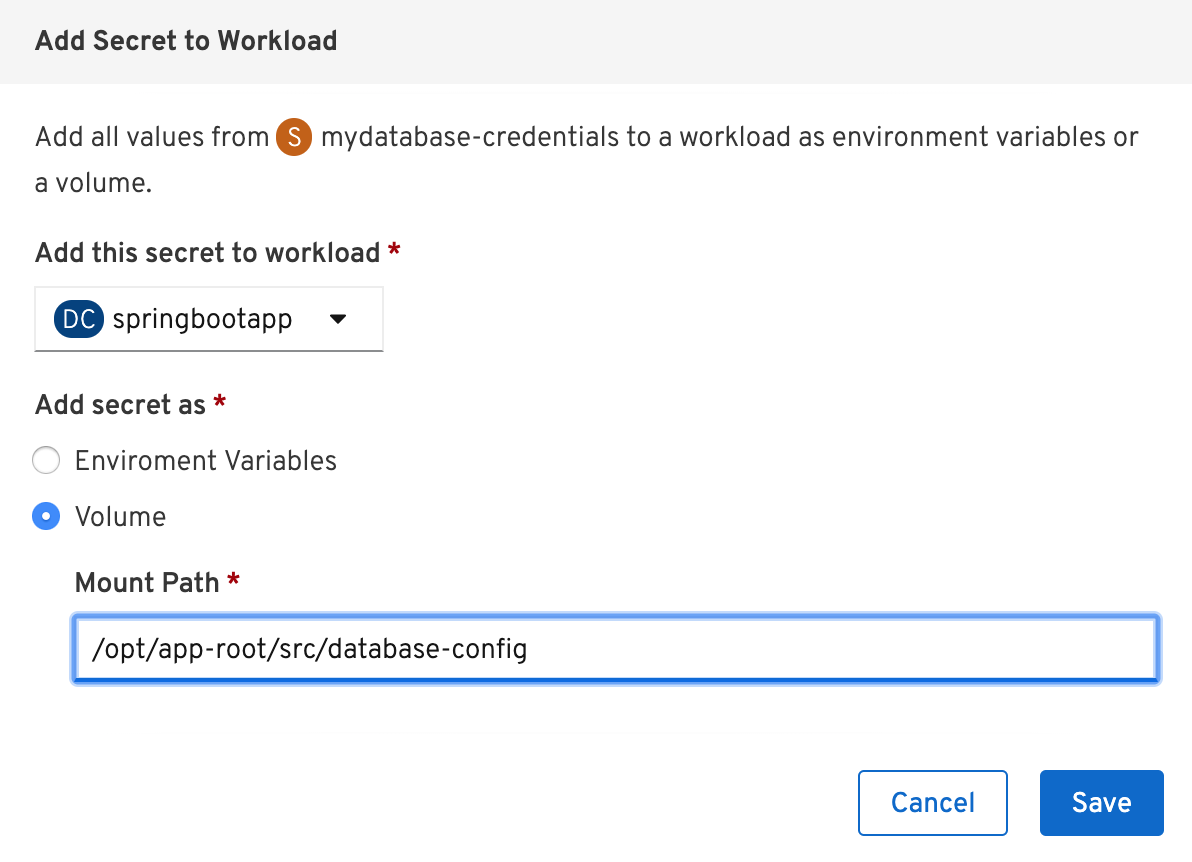 Add Secret to Workload
Add all values from S mydatabase-credentials to a workload as environment variables or
a volume.
Add this secret to workload *
DC springbootapp
Add secret as *
Enviroment Variables
Volume
Mount Path *
/opt/app-root/src/database-config
Cancel Save